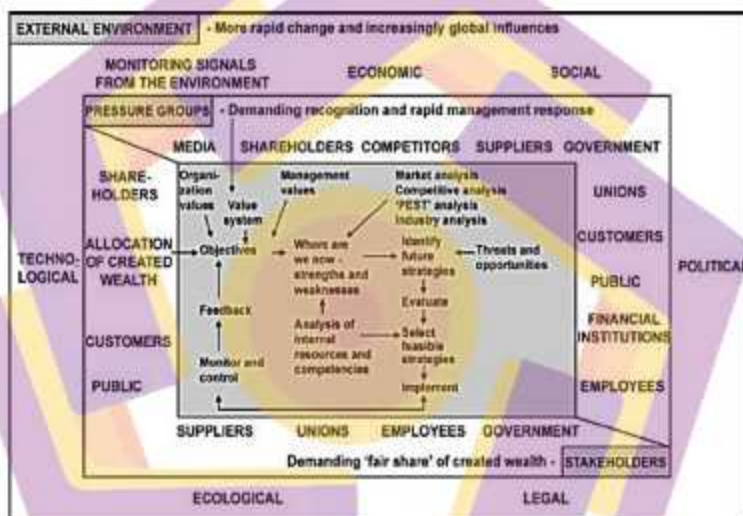 EXTERNAL ENVIRONMENT - More rapid change and increasingly global influences
MONITORING SIGNALS
FROM THE ENVIRONMENT
ECONOMIC
SOCIAL
PRESSURE GROUPS - Demanding recognition and rapid management response
MEDIA SHAREHOLDERS COMPETITORS SUPPLIERS GOVERNMENT
SHARE-
HOLDERS
Organi-
zation
values
Value
system
Management
values
Market analysis
Competitive analysis
'PEST' analysis
Industry analysis
UNIONS
TECHNO-
LOGICAL
ALLOCATION
OF CREATED
WEALTH
Objectives
Where are
we now -
strengths and
weaknesses
Identify
future
strategies
Threats and
opportunities
CUSTOMERS
POLITICAL
PUBLIC
Feedback
Evaluate
FINANCIAL
INSTITUTIONS
CUSTOMERS
Analysis of
internal
resources and
competencies
Select
feasible
strategies
Monitor and
control
PUBLIC
Implement
EMPLOYEES
SUPPLIERS UNIONS EMPLOYEES GOVERNMENT
Demanding 'fair share' of created wealth - STAKEHOLDERS
ECOLOGICAL
LEGAL